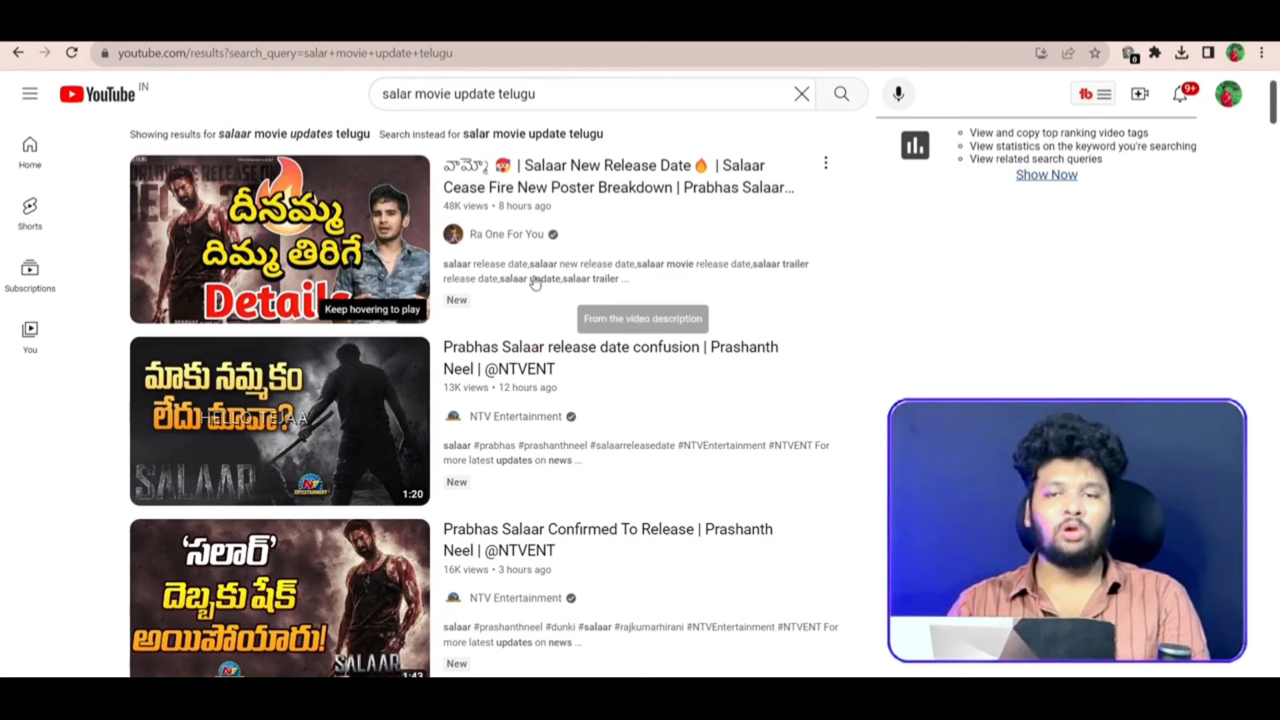 youtube.com/results?search_query=salar+movie+update+telugu
YouTube IN
salar movie update telugu
tb
9+
Showing results for salaar movie updates telugu Search instead for salar movie update telugu
Home
Shorts
Subscriptions
You
దీనమ్మ
దిమ్మ తిరిగే
Details
Keep hovering to play
వామ్మో | Salaar New Release Date | Salaar
Cease Fire New Poster Breakdown | Prabhas Salaar...
48K views • 8 hours ago
Ra One For You
salaar release date,salaar new release date,salaar movie release date,salaar trailer
release date,salaar update,salaar trailer ...
New
From the video description
మాకు నమ్మకం
లేదు మావా?
HELLO TEJAA
SALAAR
ENTERTAINMENT
1:20
Prabhas Salaar release date confusion | Prashanth
Neel | @NTVENT
13K views • 12 hours ago
NTV Entertainment
salaar #prabhas #prashanthneel #salaarreleasedate #NTVEntertainment #NTVENT For
more latest updates on news ...
New
'సలార్'
దెబ్బకు షేక్
అయిపోయారు!
SALAAR
1:43
Prabhas Salaar Confirmed To Release | Prashanth
Neel | @NTVENT
16K views • 3 hours ago
NTV Entertainment
salaar #prashanthneel #dunki #salaar #rajkumarhirani #NTVEntertainment #NTVENT For
more latest updates on news ...
New
View and copy top ranking video tags
View statistics on the keyword you're searching
View related search queries
Show Now